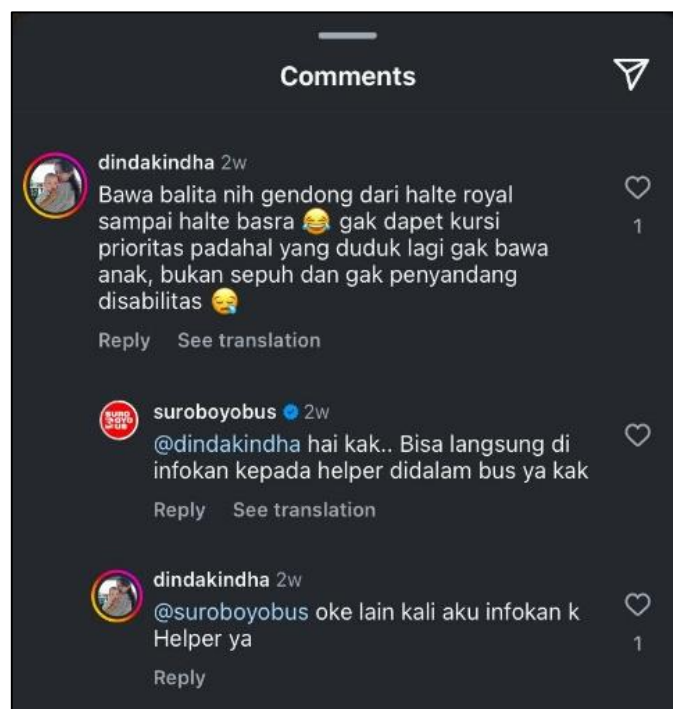 Comments
dindakindha 2w
Bawa balita nih gendong dari halte royal
sampai halte basra 😂 gak dapet kursi
prioritas padahal yang duduk lagi gak bawa
anak, bukan sepuh dan gak penyandang
disabilitas 😪
1
Reply See translation
SURO
BOYO
BUS
suroboyobus 2w
@dindakindha hai kak.. Bisa langsung di
infokan kepada helper didalam bus ya kak
Reply See translation
dindakindha 2w
@suroboyobus oke lain kali aku infokan k
Helper ya
1
Reply